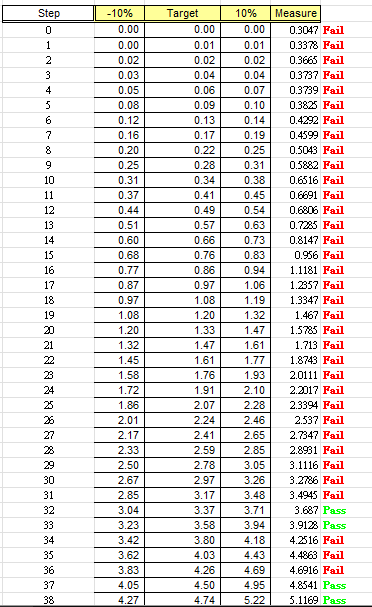 Step -10% Target 10% Measure
0 0.00 0.00 0.00 0.3047 Fail
1 0.00 0.01 0.01 0.3378 Fail
2 0.02 0.02 0.02 0.3665 Fail
3 0.03 0.04 0.04 0.3737 Fail
4 0.05 0.06 0.07 0.3739 Fail
5 0.08 0.09 0.10 0.3825 Fail
6 0.12 0.13 0.14 0.4292 Fail
7 0.16 0.17 0.19 0.4599 Fail
8 0.20 0.22 0.25 0.5043 Fail
9 0.25 0.28 0.31 0.5882 Fail
10 0.31 0.34 0.38 0.6516 Fail
11 0.37 0.41 0.45 0.6691 Fail
12 0.44 0.49 0.54 0.6806 Fail
13 0.51 0.57 0.63 0.7285 Fail
14 0.60 0.66 0.73 0.8147 Fail
15 0.68 0.76 0.83 0.956 Fail
16 0.77 0.86 0.94 1.1181 Fail
17 0.87 0.97 1.06 1.2357 Fail
18 0.97 1.08 1.19 1.3347 Fail
19 1.08 1.20 1.32 1.467 Fail
20 1.20 1.33 1.47 1.5785 Fail
21 1.32 1.47 1.61 1.713 Fail
22 1.45 1.61 1.77 1.8743 Fail
23 1.58 1.76 1.93 2.0111 Fail
24 1.72 1.91 2.10 2.2017 Fail
25 1.86 2.07 2.28 2.3394 Fail
26 2.01 2.24 2.46 2.537 Fail
27 2.17 2.41 2.65 2.7347 Fail
28 2.33 2.59 2.85 2.8931 Fail
29 2.50 2.78 3.05 3.1116 Fail
30 2.67 2.97 3.26 3.2786 Fail
31 2.85 3.17 3.48 3.4945 Fail
32 3.04 3.37 3.71 3.687 Pass
33 3.23 3.58 3.94 3.9128 Pass
34 3.42 3.80 4.18 4.2516 Fail
35 3.62 4.03 4.43 4.4863 Fail
36 3.83 4.26 4.69 4.6916 Fail
37 4.05 4.50 4.95 4.8541 Pass
38 4.27 4.74 5.22 5.1169 Pass